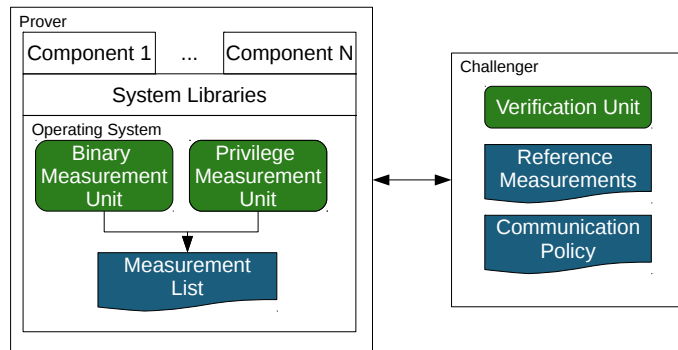 Prover
Component 1
...
Component N
System Libraries
Operating System
Binary
Measurement
Unit
Privilege
Measurement
Unit
Measurement
List
Challenger
Verification Unit
Reference
Measurements
Communication
Policy